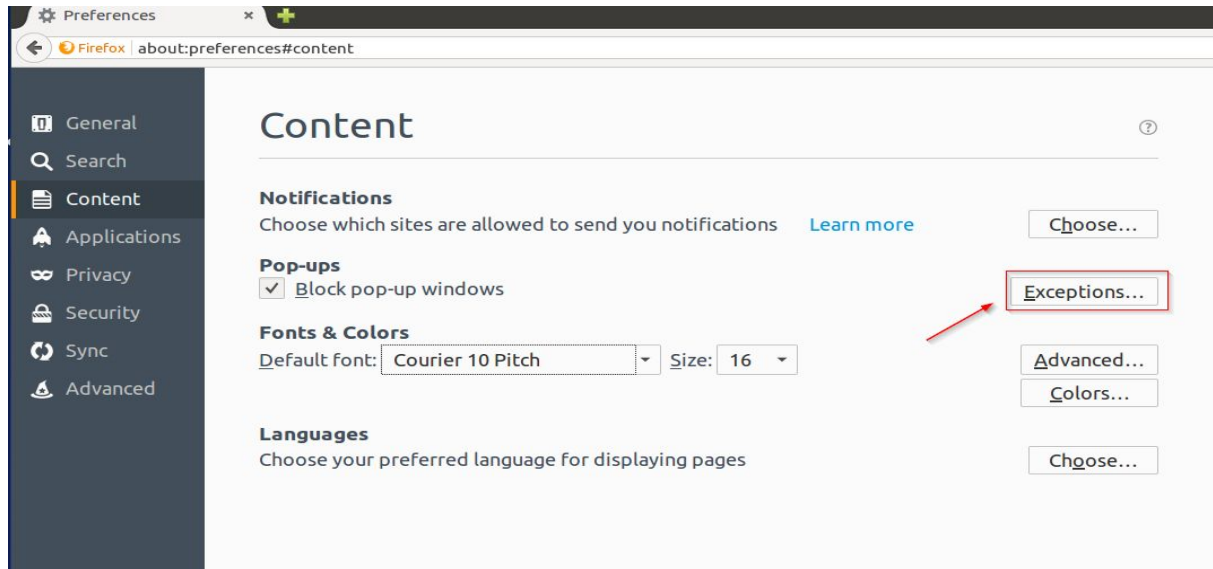 Preferences
Firefox about:preferences#content
General
Search
Content
Applications
Privacy
Security
Sync
Advanced
Content
Notifications
Choose which sites are allowed to send you notifications Learn more Choose...
Pop-ups
Block pop-up windows Exceptions...
Fonts & Colors
Default font: Courier 10 Pitch Size: 16 Advanced...
Colors...
Languages
Choose your preferred language for displaying pages Choose...